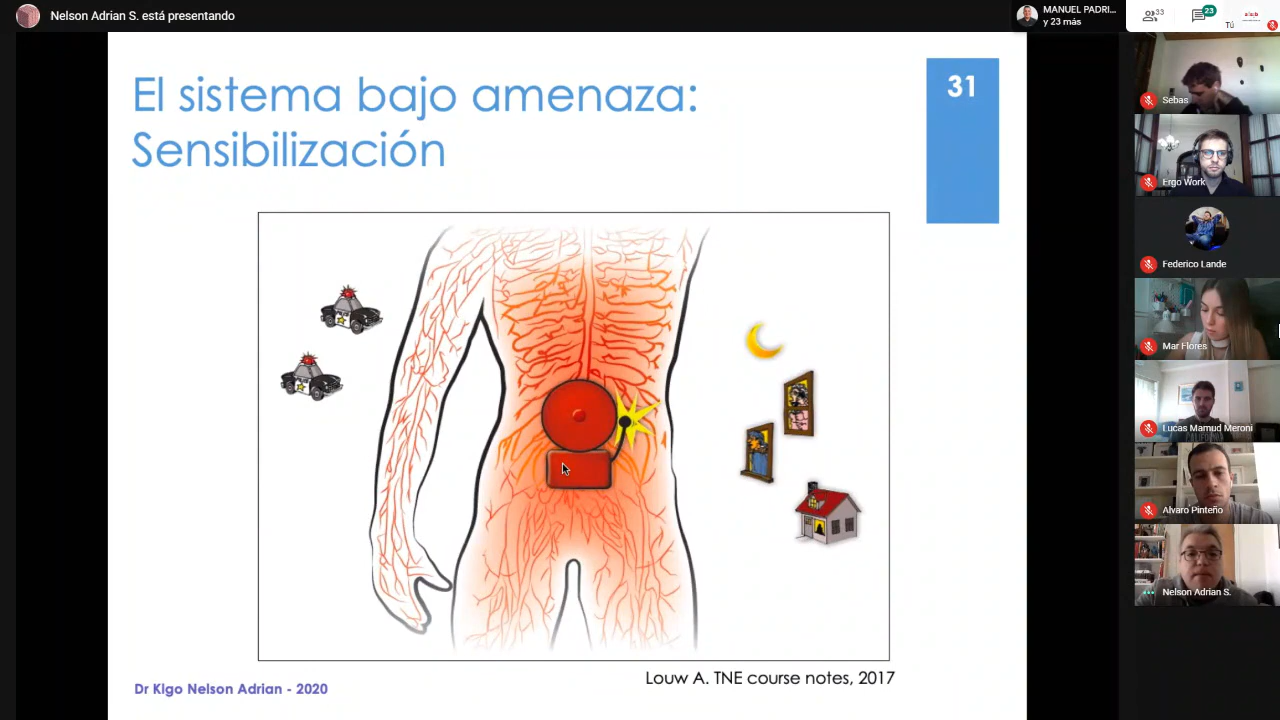 Nelson Adrian S. está presentando
MANUEL PADRI...
y 23 más
33
23
Tú
El sistema bajo amenaza:
Sensibilización
31
Sebas
Ergo Work
Federico Lande
Mar Flores
Lucas Mamud Meroni
Alvaro Pinteño
Nelson Adrian S.
Louw A. TNE course notes, 2017
Dr Klgo Nelson Adrian - 2020